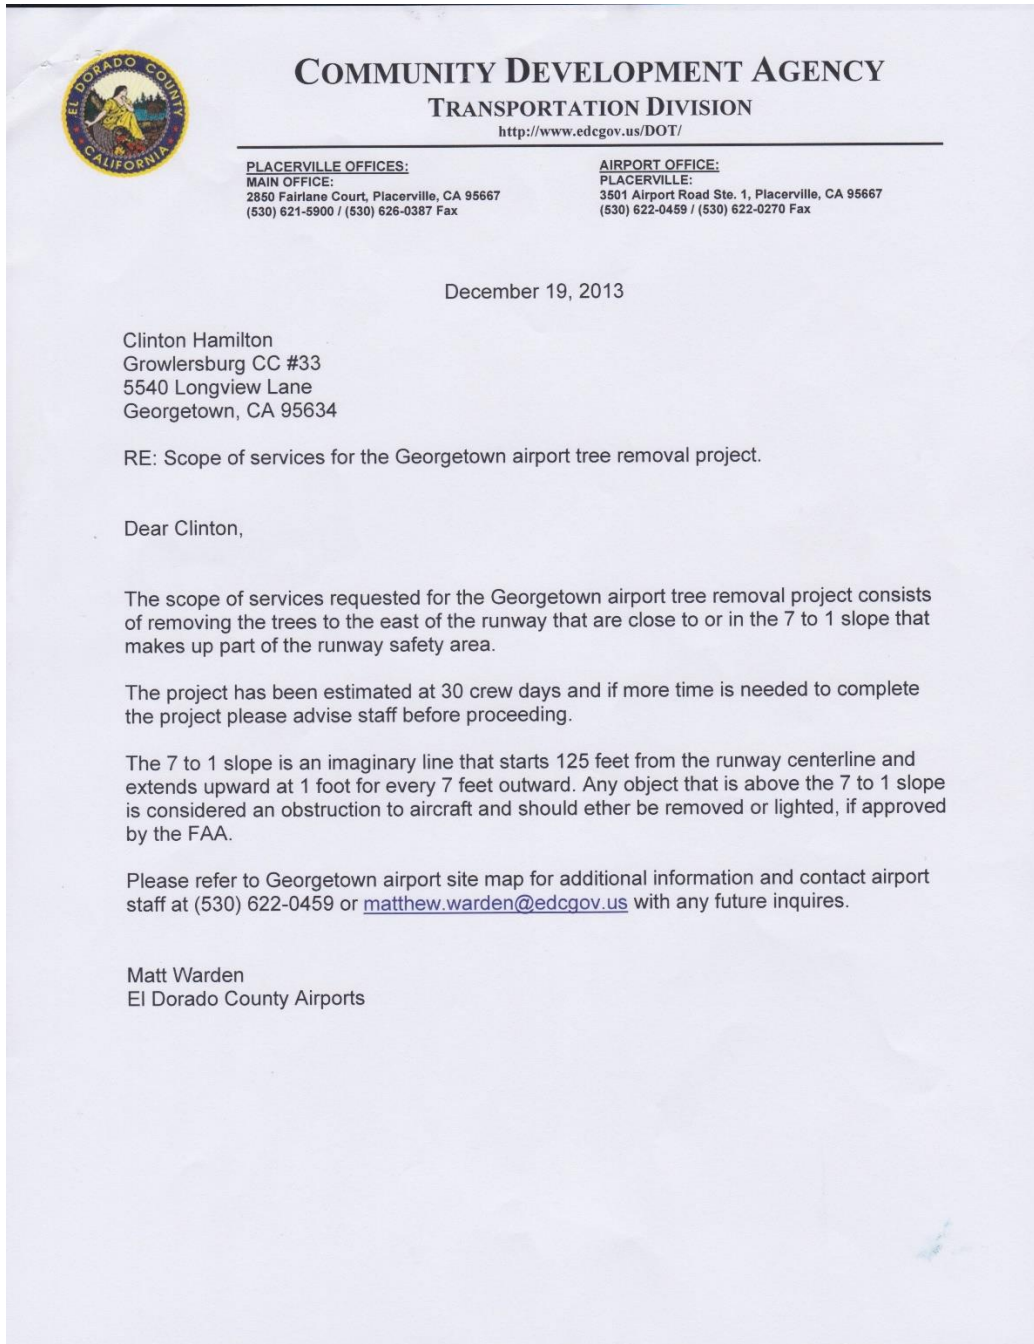 EL DORADO COUNTY
CALIFORNIA
COMMUNITY DEVELOPMENT AGENCY
TRANSPORTATION DIVISION
http://www.edcgov.us/DOT/
PLACERVILLE OFFICES:
MAIN OFFICE:
2850 Fairlane Court, Placerville, CA 95667
(530) 621-5900 / (530) 626-0387 Fax
AIRPORT OFFICE:
PLACERVILLE:
3501 Airport Road Ste. 1, Placerville, CA 95667
(530) 622-0459 / (530) 622-0270 Fax
December 19, 2013
Clinton Hamilton
Growlersburg CC #33
5540 Longview Lane
Georgetown, CA 95634
RE: Scope of services for the Georgetown airport tree removal project.
Dear Clinton,
The scope of services requested for the Georgetown airport tree removal project consists
of removing the trees to the east of the runway that are close to or in the 7 to 1 slope that
makes up part of the runway safety area.
The project has been estimated at 30 crew days and if more time is needed to complete
the project please advise staff before proceeding.
The 7 to 1 slope is an imaginary line that starts 125 feet from the runway centerline and
extends upward at 1 foot for every 7 feet outward. Any object that is above the 7 to 1 slope
is considered an obstruction to aircraft and should ether be removed or lighted, if approved
by the FAA.
Please refer to Georgetown airport site map for additional information and contact airport
staff at (530) 622-0459 or matthew.warden@edcgov.us with any future inquires.
Matt Warden
El Dorado County Airports